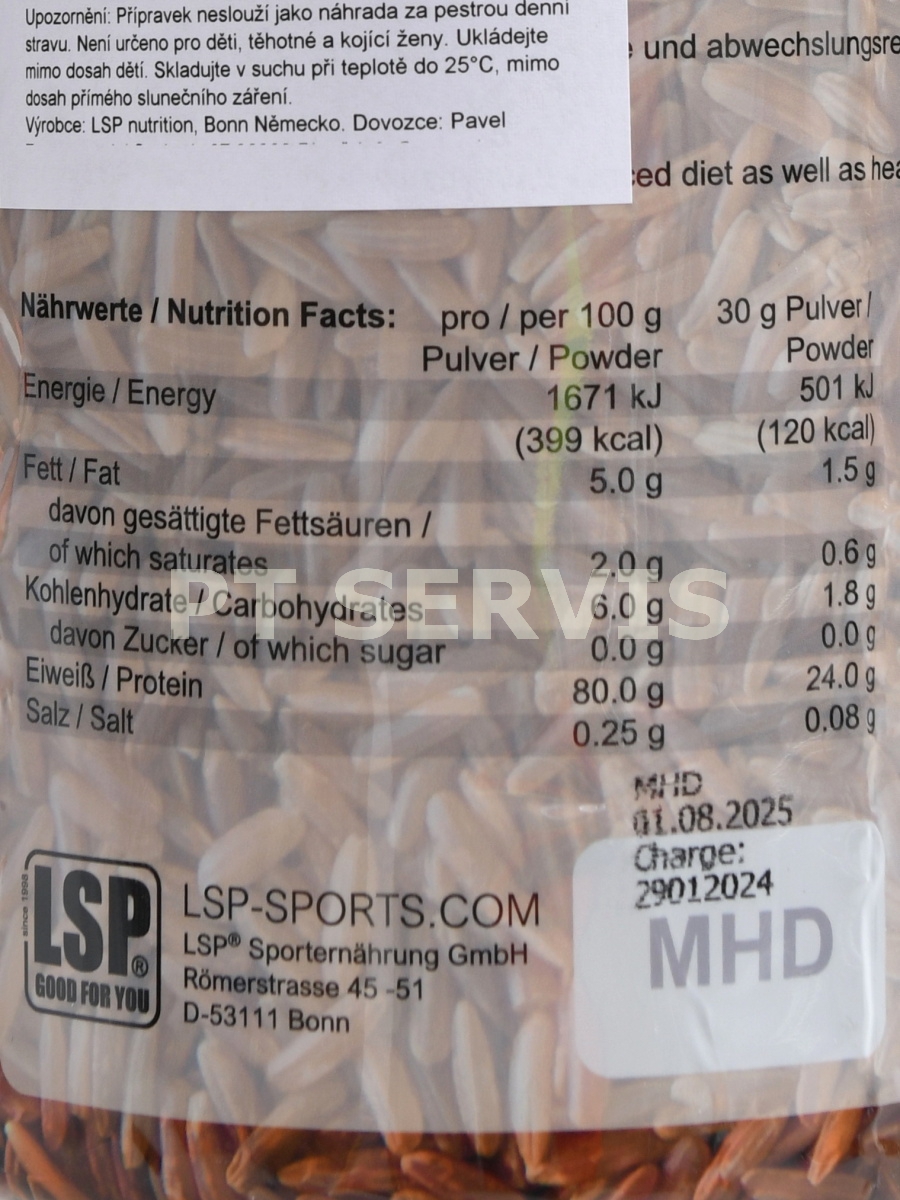 Upozornění: Přípravek neslouží jako náhrada za pestrou denní
stravu. Není určeno pro děti, těhotné a kojící ženy. Ukládejte
mimo dosah dětí. Skladujte v suchu při teplotě do 25°C, mimo
dosah přímého slunečního záření.
Výrobce: LSP nutrition, Bonn Německo. Dovozce: Pavel
und abwechslungsre
ced diet as well as hea
Nährwerte / Nutrition Facts: pro / per 100 g 30 g Pulver/
Pulver / Powder Powder
Energie / Energy 1671 kJ 501 kJ
(399 kcal) (120 kcal)
Fett / Fat 5.0 g 1.5 g
davon gesättigte Fettsäuren /
of which saturates 2.0 g 0.6 g
Kohlenhydrate / Carbohydrates 6.0 g 1.8 g
davon Zucker / of which sugar 0.0 g 0.0 g
Eiweiß / Protein 80.0 g 24.0 g
Salz / Salt 0.25 g 0.08 g
PT SERVIS
MHD
01.08.2025
Charge:
29012024
MHD
since 1998
LSP®
GOOD FOR YOU
LSP-SPORTS.COM
LSP® Sporternährung GmbH
Römerstrasse 45 -51
D-53111 Bonn